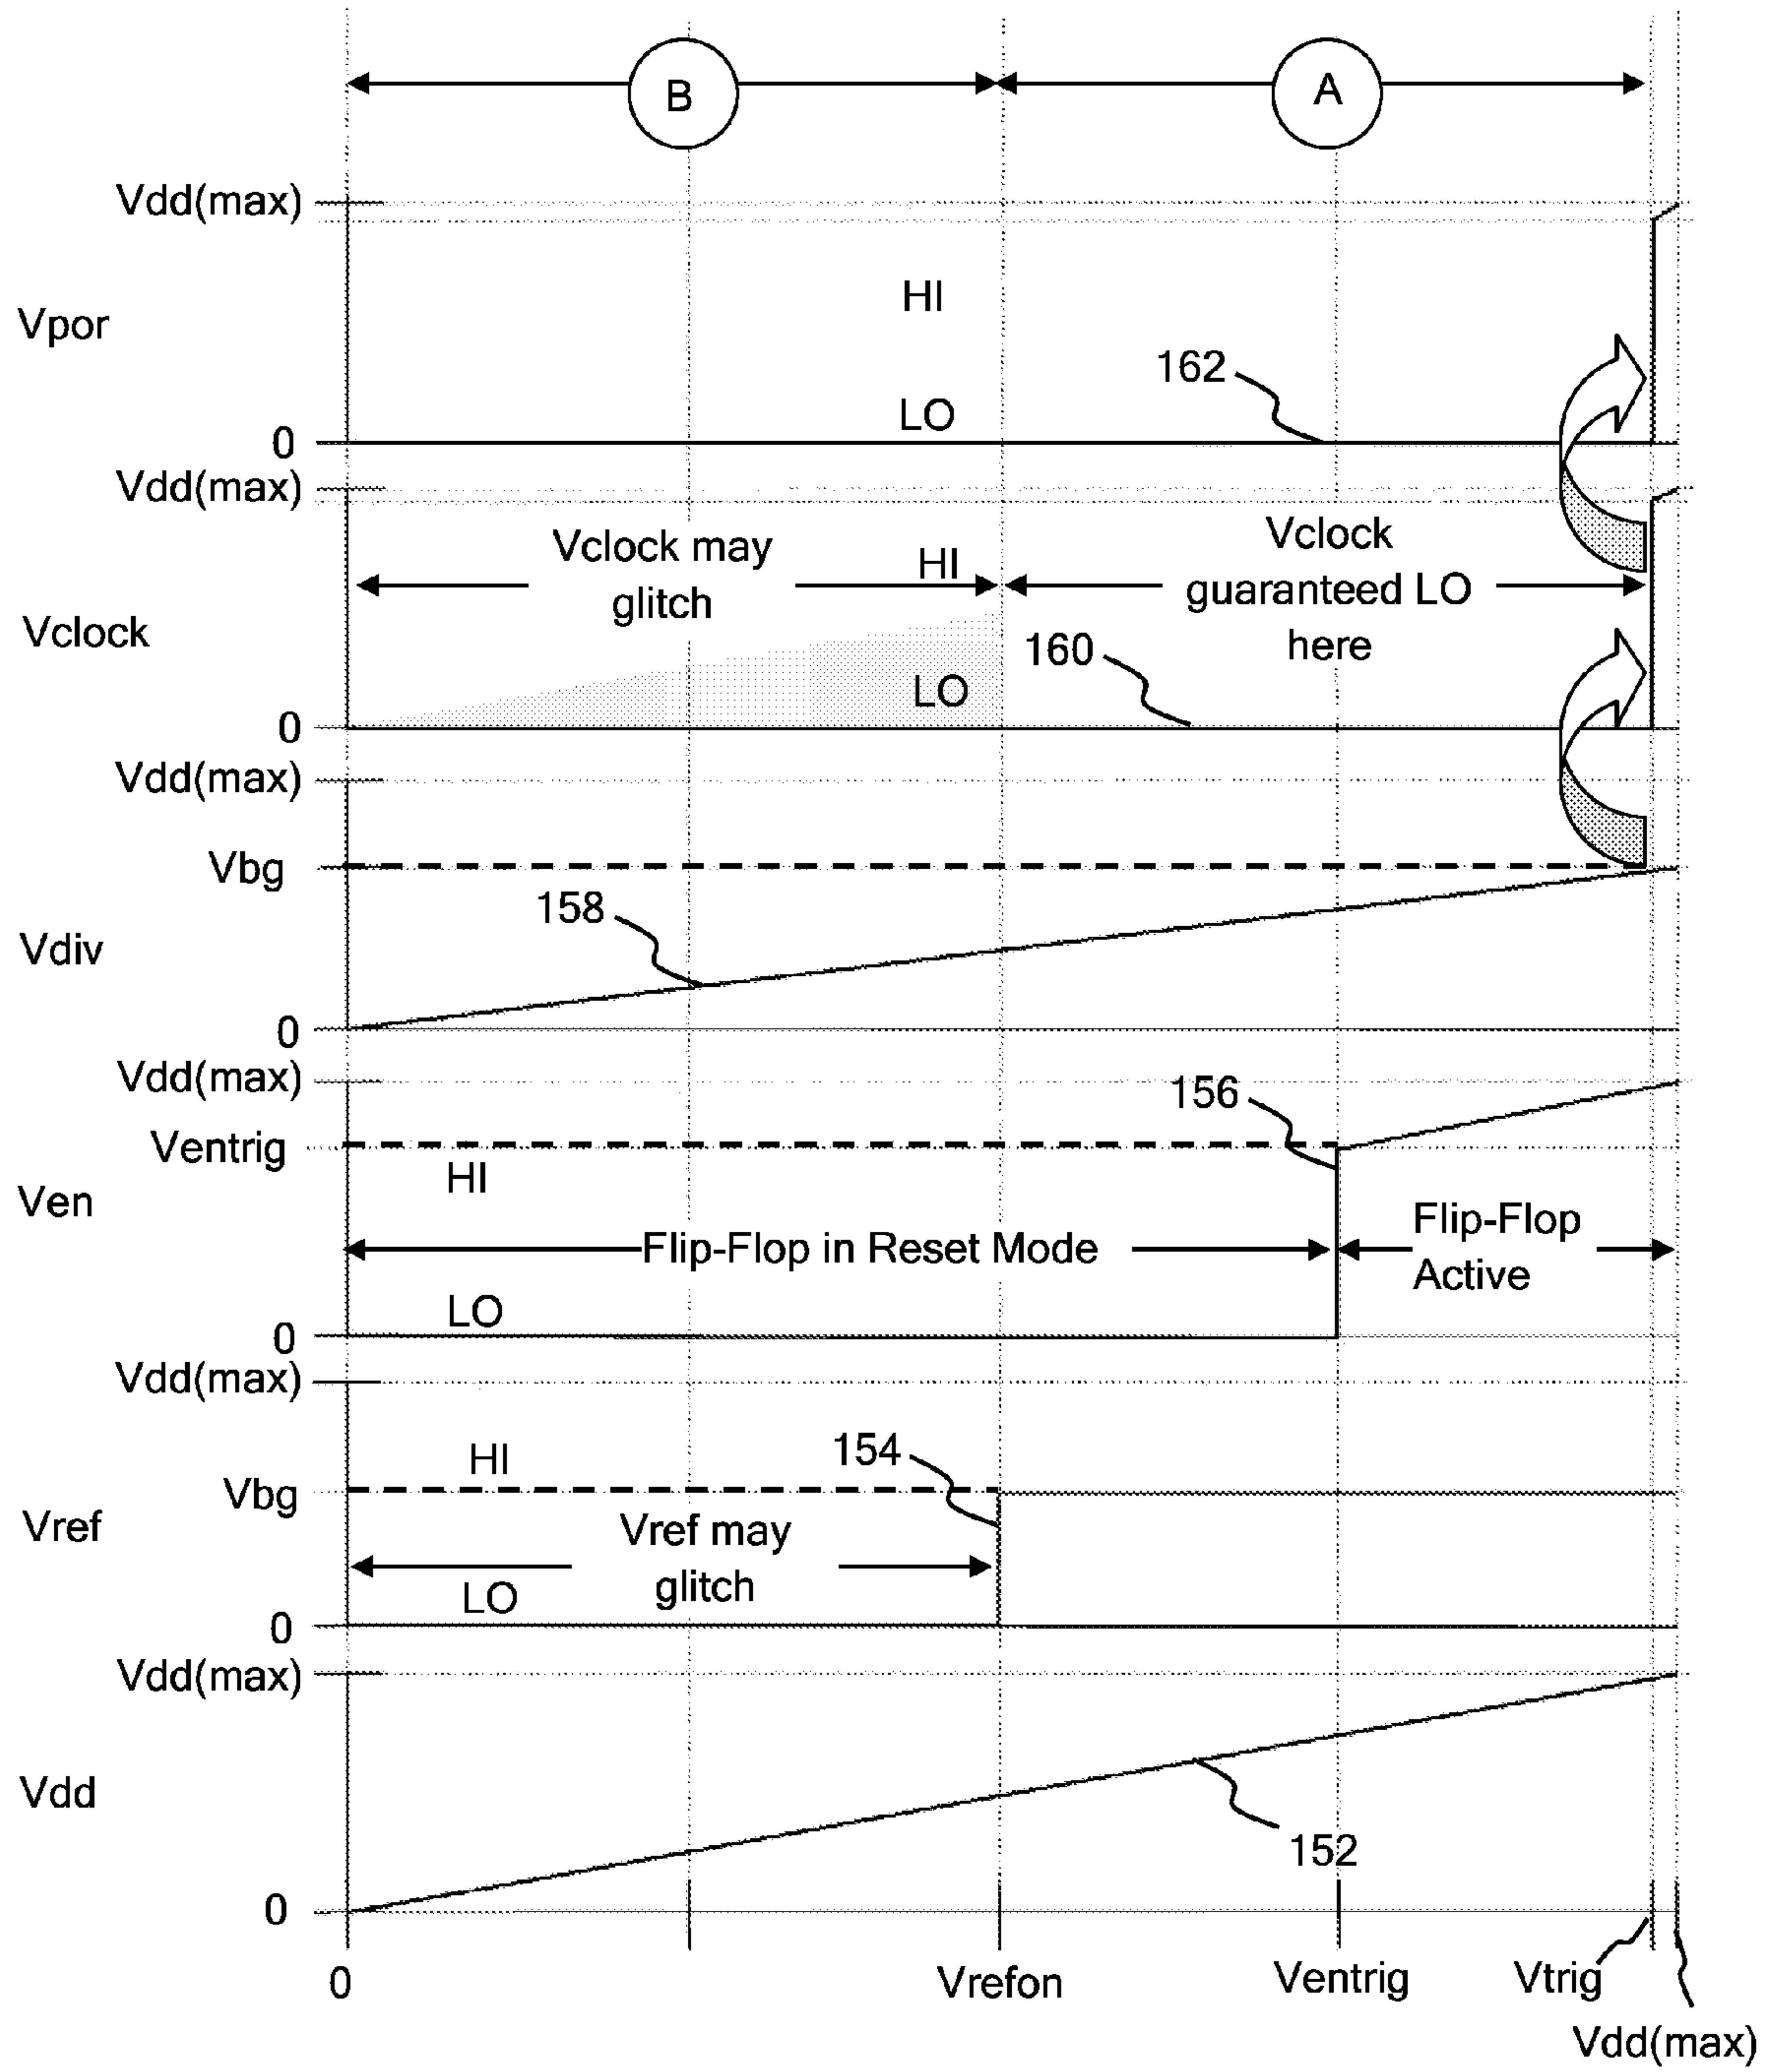 B
A
Vdd(max)
HI
Vpor
162
LO
0
Vdd(max)
Vclock may
glitch
HI
Vclock
guaranteed LO
here
Vclock
160
LO
0
Vdd(max)
Vbg
158
Vdiv
0
Vdd(max)
156
Ventrig
HI
Ven
Flip-Flop in Reset Mode
Flip-Flop
Active
LO
0
Vdd(max)
HI
154
Vbg
Vref
Vref may
glitch
LO
0
Vdd(max)
Vdd
152
0
0
Vrefon
Ventrig
Vtrig
Vdd(max)